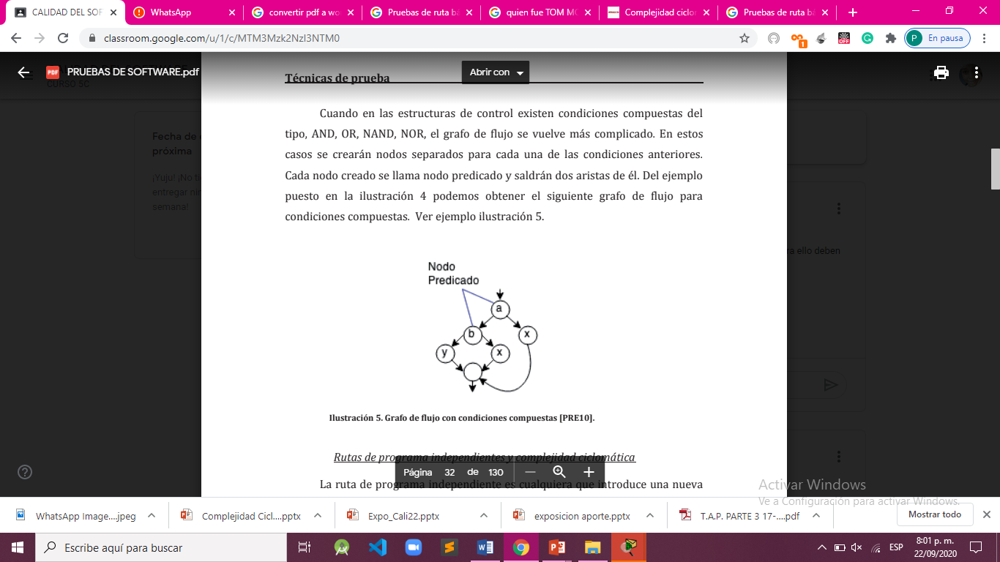 CALIDAD DEL SOF
WhatsApp
convertir pdf a wo
Pruebas de ruta bá
quien fue TOM MC
Complejidad ciclo
Pruebas de ruta bá
classroom.google.com/u/1/c/MTM3Mzk2NzI3NTM0
1
OFF
P
En pausa
PDF
PRUEBAS DE SOFTWARE.pdf
CURSO 5C
Abrir con
Técnicas de prueba
Cuando en las estructuras de control existen condiciones compuestas del
tipo, AND, OR, NAND, NOR, el grafo de flujo se vuelve más complicado. En estos
casos se crearán nodos separados para cada una de las condiciones anteriores.
Cada nodo creado se llama nodo predicado y saldrán dos aristas de él. Del ejemplo
puesto en la ilustración 4 podemos obtener el siguiente grafo de flujo para
condiciones compuestas. Ver ejemplo ilustración 5.
Fecha de
próxima
¡Yuju! ¡No
entregar
semana!
ra ello deben
Nodo
Predicado
a
b
x
y
x
Ilustración 5. Grafo de flujo con condiciones compuestas [PRE10].
Rutas de programa independientes y complejidad ciclomática
Página 32 de 130
La ruta de programa independiente es cualquiera que introduce una nueva
Activar Windows
Ve a Configuración para activar Windows.
WhatsApp Image....jpeg
Complejidad Cicl....pptx
Expo_Cali22.pptx
exposicion aporte.pptx
T.A.P. PARTE 3 17-....pdf
Mostrar todo
Escribe aquí para buscar
ESP
8:01 p. m.
22/09/2020